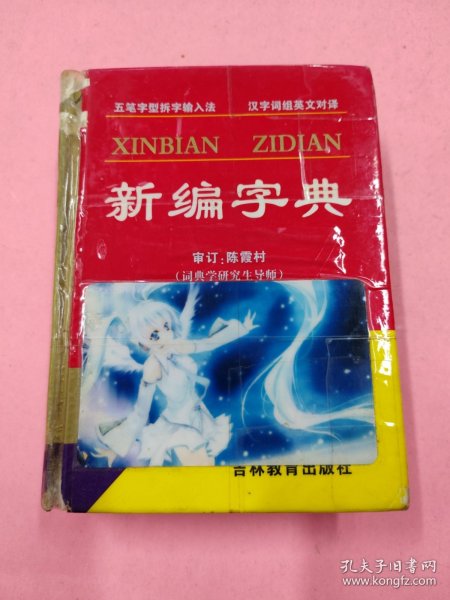 五笔字型拆字输入法 汉字词组英文对译
XINBIAN ZIDIAN
新编字典
审订:陈霞村
(词典学研究生导师)
吉林教育出版社
孔夫子旧书网
www.kongfz.com